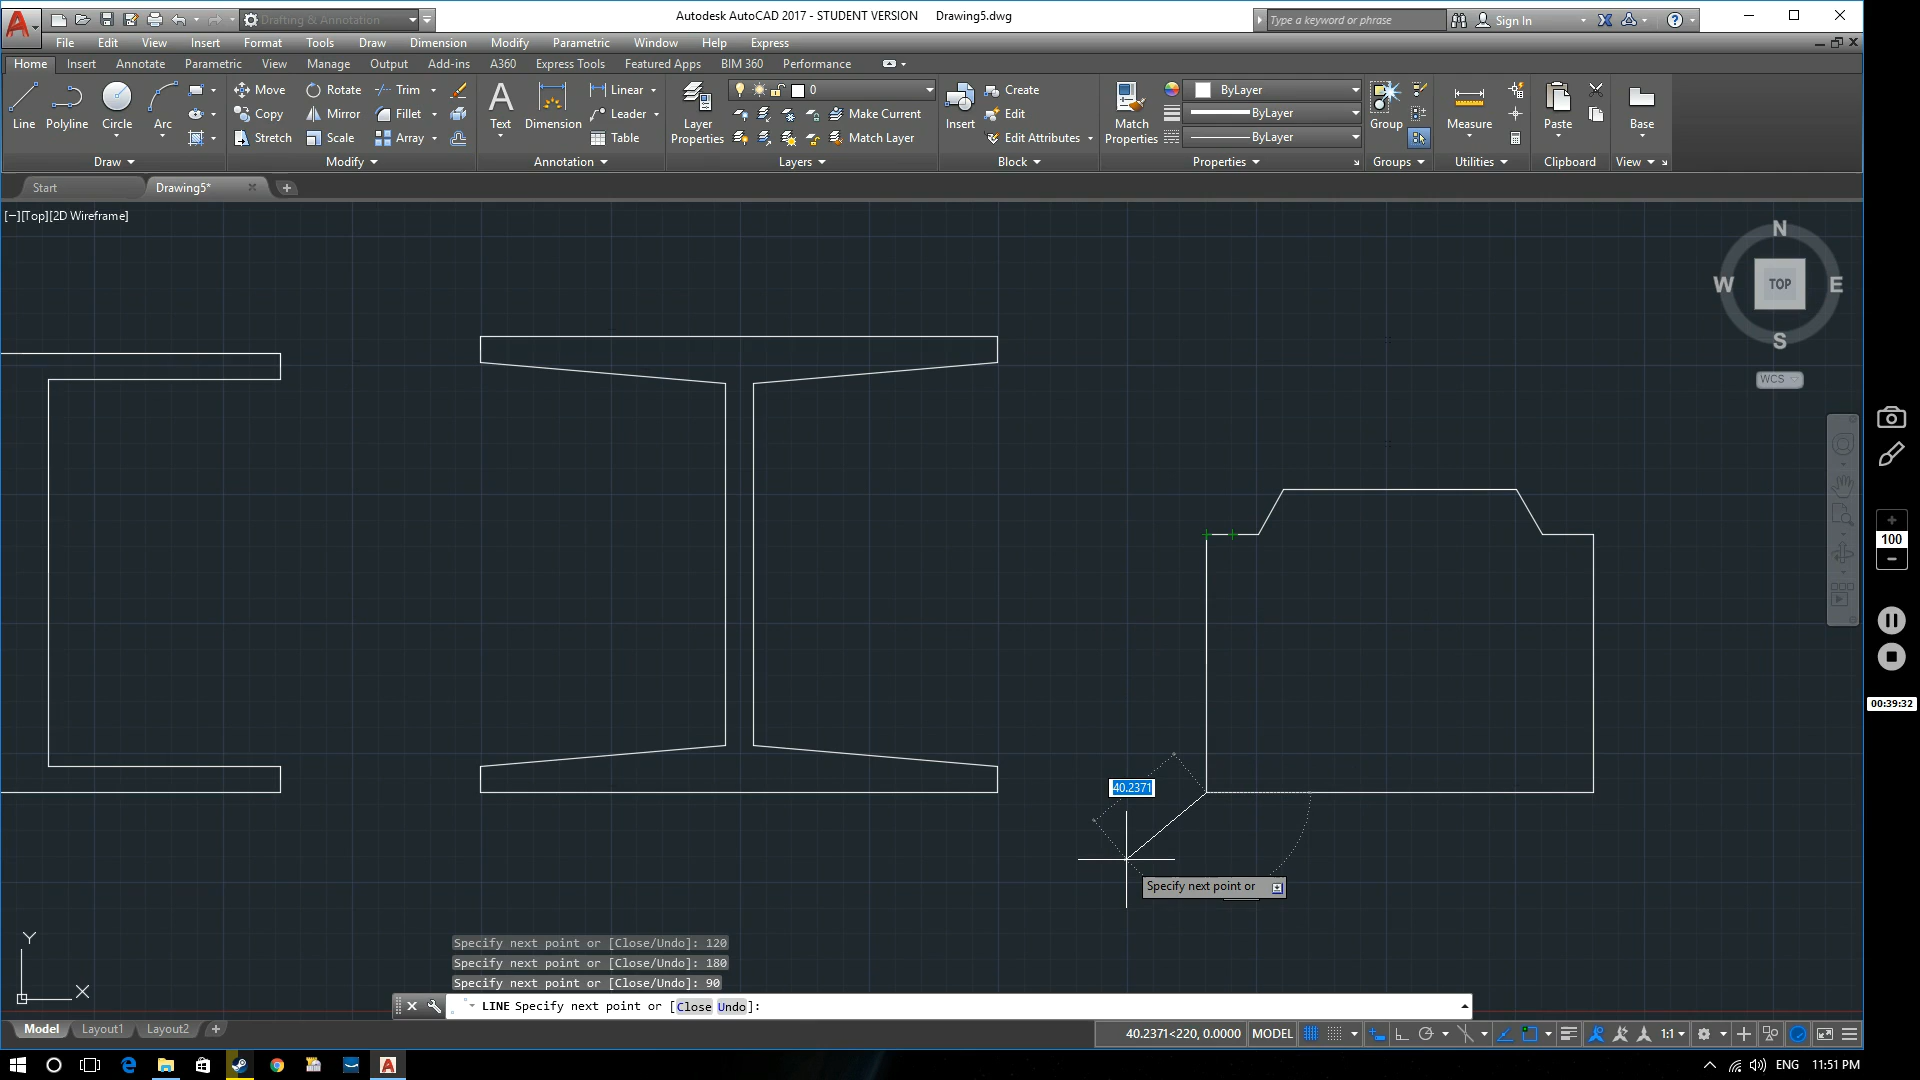 Drafting & Annotation
Autodesk AutoCAD 2017 - STUDENT VERSION Drawing5.dwg
Type a keyword or phrase
Sign In
File Edit View Insert Format Tools Draw Dimension Modify Parametric Window Help Express
Home Insert Annotate Parametric View Manage Output Add-ins A360 Express Tools Featured Apps BIM 360 Performance
Line Polyline Circle Arc
Move Rotate Trim
Copy Mirror Fillet
Stretch Scale Array
Text Dimension
Linear
Leader
Table
Layer Properties
0
Make Current
Match Layer
Insert
Create
Edit
Edit Attributes
Match Properties
ByLayer
ByLayer
ByLayer
Group
Measure
Paste
Base
Draw Modify Annotation Layers Block Properties Groups Utilities Clipboard View
Start Drawing5*
[−][Top][2D Wireframe]
N
W TOP E
S
WCS
100
00:39:32
40.2371
Specify next point or
Y
X
Specify next point or [Close/Undo]: 120
Specify next point or [Close/Undo]: 180
Specify next point or [Close/Undo]: 90
LINE Specify next point or [Close Undo]:
Model Layout1 Layout2
40.2371<220, 0.0000 MODEL 1:1
ENG 11:51 PM